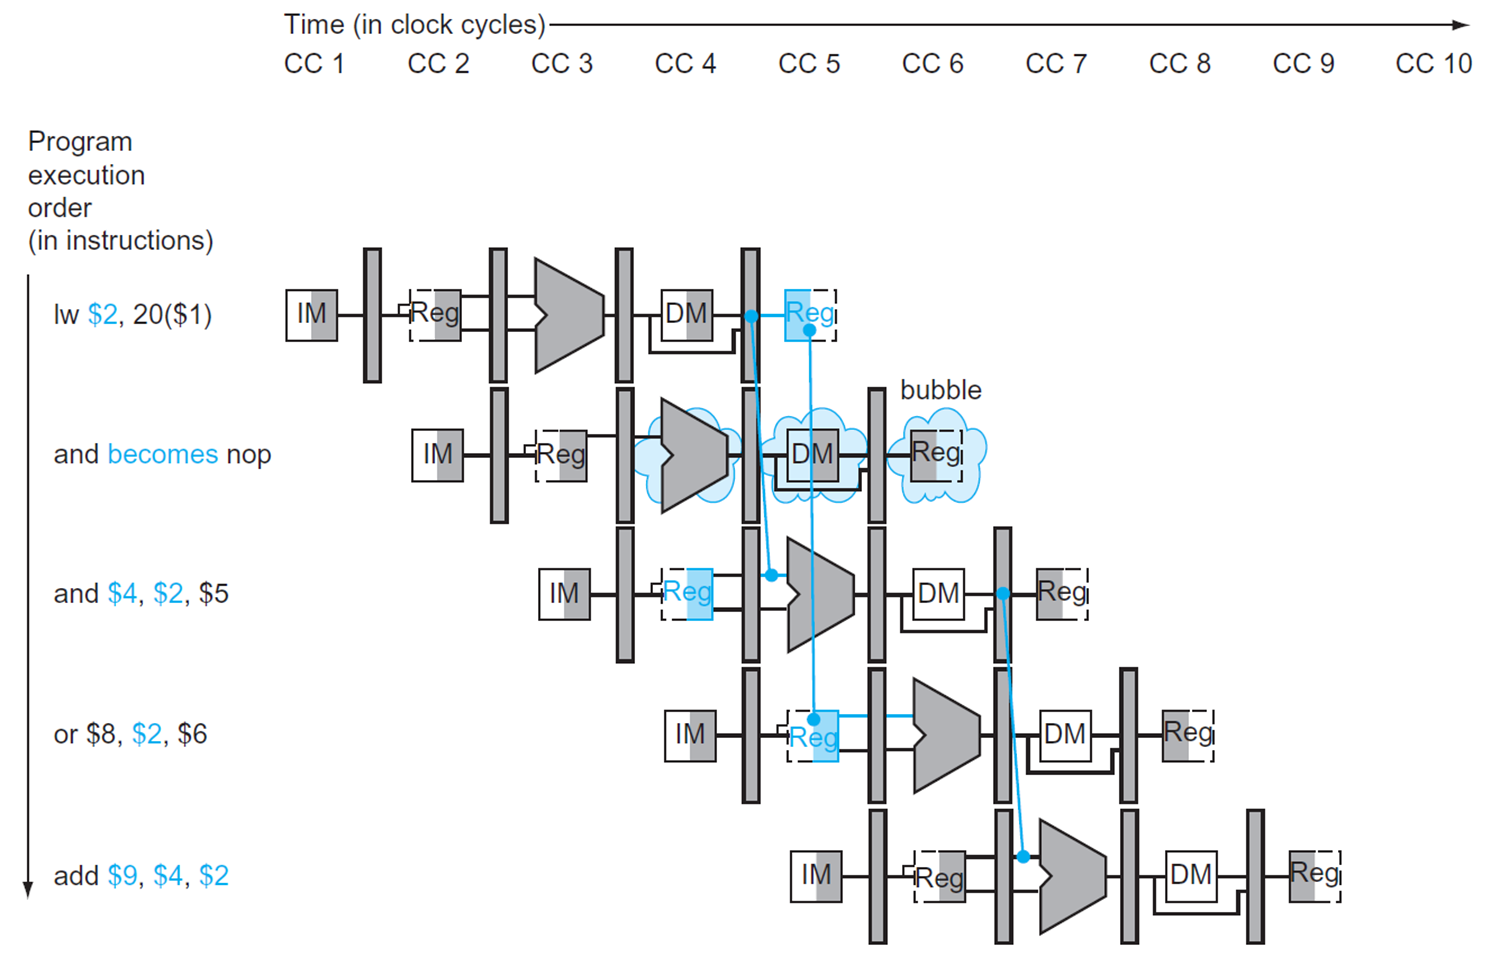 Time (in clock cycles)
CC 1 CC 2 CC 3 CC 4 CC 5 CC 6 CC 7 CC 8 CC 9 CC 10
Program
execution
order
(in instructions)
lw $2, 20($1)
IM Reg DM Reg
bubble
and becomes nop
IM Reg DM Reg
and $4, $2, $5
IM Reg DM Reg
or $8, $2, $6
IM Reg DM Reg
add $9, $4, $2
IM Reg DM Reg